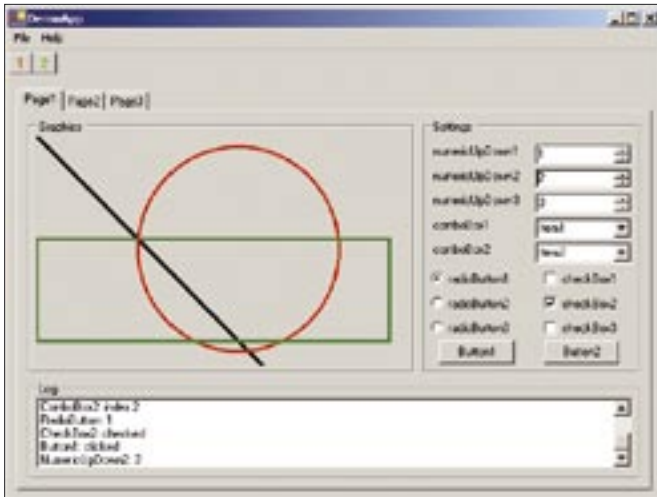 DemoApp
File Help
1 2
Page1 Page2 Page3
Graphics
Settings
numericUpDown1
numericUpDown2
numericUpDown3
comboBox1
comboBox2
radioButton1 checkBox1
radioButton2 checkBox2
radioButton3 checkBox3
Button1 Button2
Log
ComboBox2 index 2
RadioButton 1
CheckBox2 checked
Button1 clicked
NumericUpDown2: 3